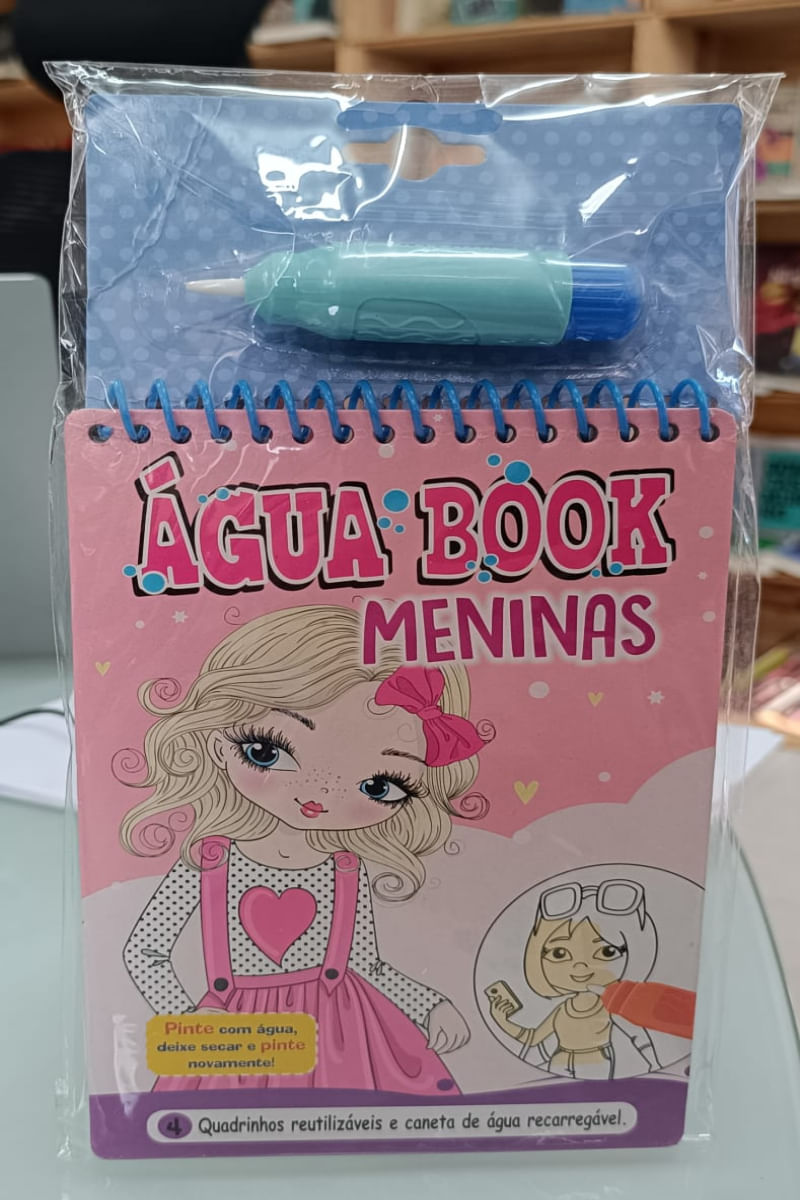 ÁGUA BOOK
MENINAS
Pinte com água,
deixe secar e pinte
novamente!
4 Quadrinhos reutilizáveis e caneta de água recarregável.